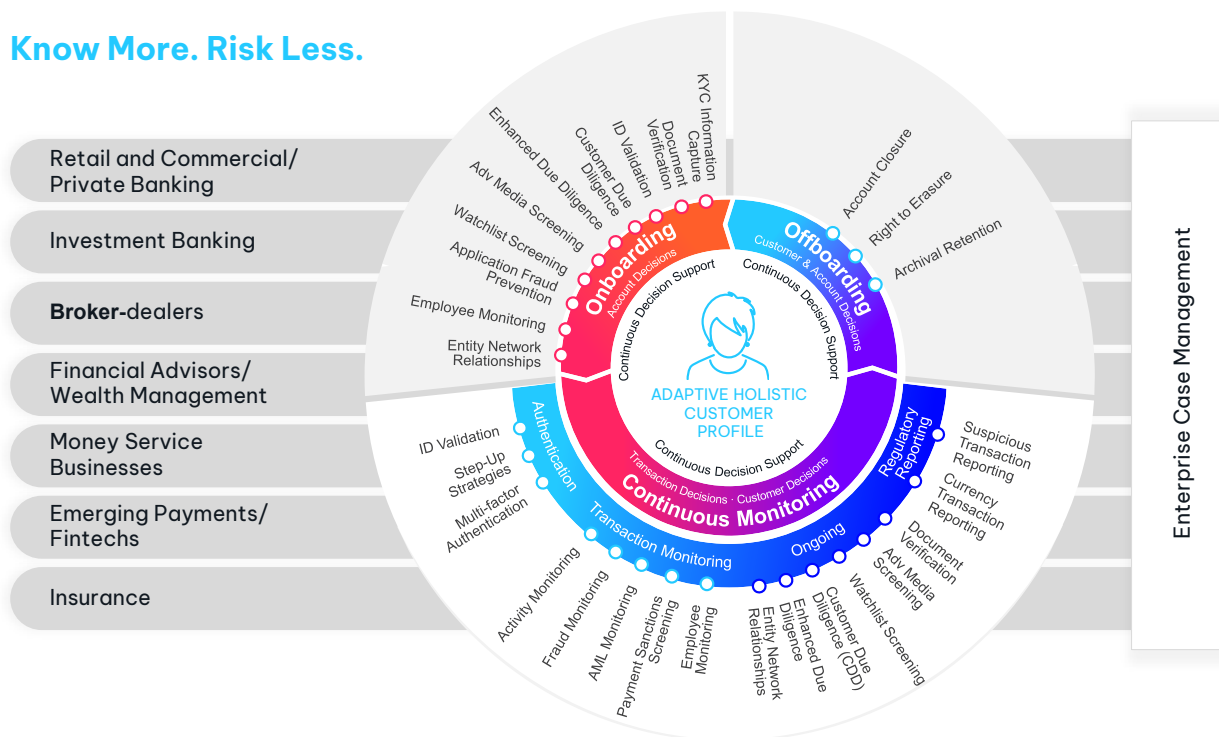 Know More. Risk Less.
Retail and Commercial/
Private Banking
Investment Banking
Broker-dealers
Financial Advisors/
Wealth Management
Money Service
Businesses
Emerging Payments/
Fintechs
Insurance
KYC Information
Capture
Document
Verification
ID Validation
Customer Due
Diligence
Enhanced Due Diligence
Adv Media Screening
Watchlist Screening
Application Fraud
Prevention
Employee Monitoring
Entity Network
Relationships
Onboarding
Account Decisions
Continuous Decision Support
Account Closure
Right to Erasure
Archival Retention
Offboarding
Customer & Account Decisions
Continuous Decision Support
ADAPTIVE HOLISTIC
CUSTOMER
PROFILE
Continuous Decision Support
Transaction Decisions · Customer Decisions
Continuous Monitoring
Authentication
ID Validation
Step-Up
Strategies
Multi-factor
Authentication
Transaction Monitoring
Activity Monitoring
Fraud Monitoring
AML Monitoring
Payment Sanctions
Screening
Employee
Monitoring
Ongoing
Entity Network
Relationships
Enhanced Due
Diligence
Customer Due
Diligence (CDD)
Watchlist Screening
Adv Media
Screening
Document
Verification
Regulatory
Reporting
Currency
Transaction
Reporting
Suspicious
Transaction
Reporting
Enterprise Case Management